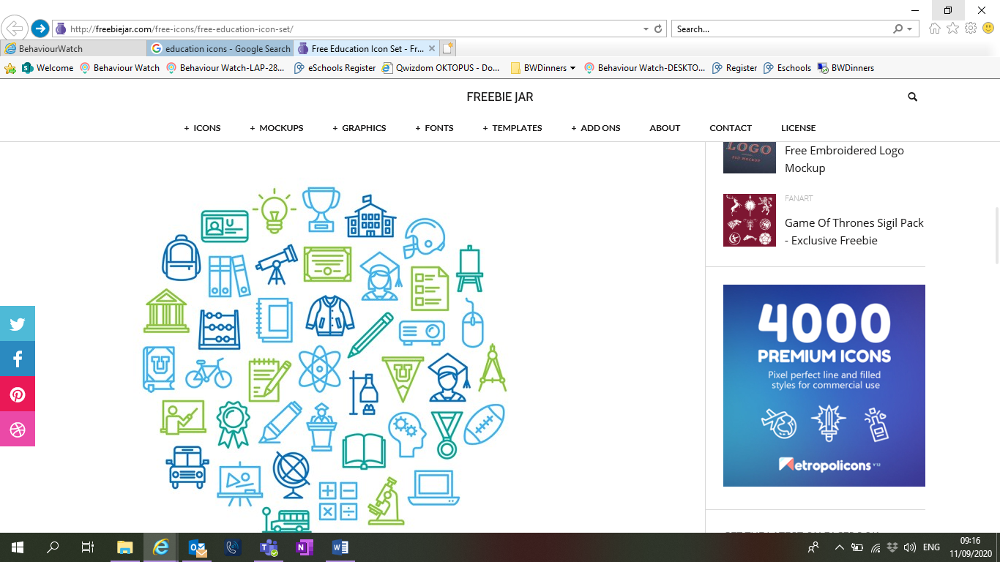 http://freebiejar.com/free-icons/free-education-icon-set/
Search...
BehaviourWatch
education icons - Google Search
Free Education Icon Set - Fr...
Welcome
Behaviour Watch
Behaviour Watch-LAP-28...
eSchools Register
Qwizdom OKTOPUS - Do...
BWDinners
Behaviour Watch-DESKTO...
Register
Eschools
BWDinners
FREEBIE JAR
+ ICONS
+ MOCKUPS
+ GRAPHICS
+ FONTS
+ TEMPLATES
+ ADD ONS
ABOUT
CONTACT
LICENSE
LOGO
PSD MOCKUP
Free Embroidered Logo
Mockup
FANART
Game Of Thrones Sigil Pack
- Exclusive Freebie
U
U
U
4000
PREMIUM ICONS
Pixel perfect line and filled
styles for commercial use
etropolicons
ENG
09:16
11/09/2020